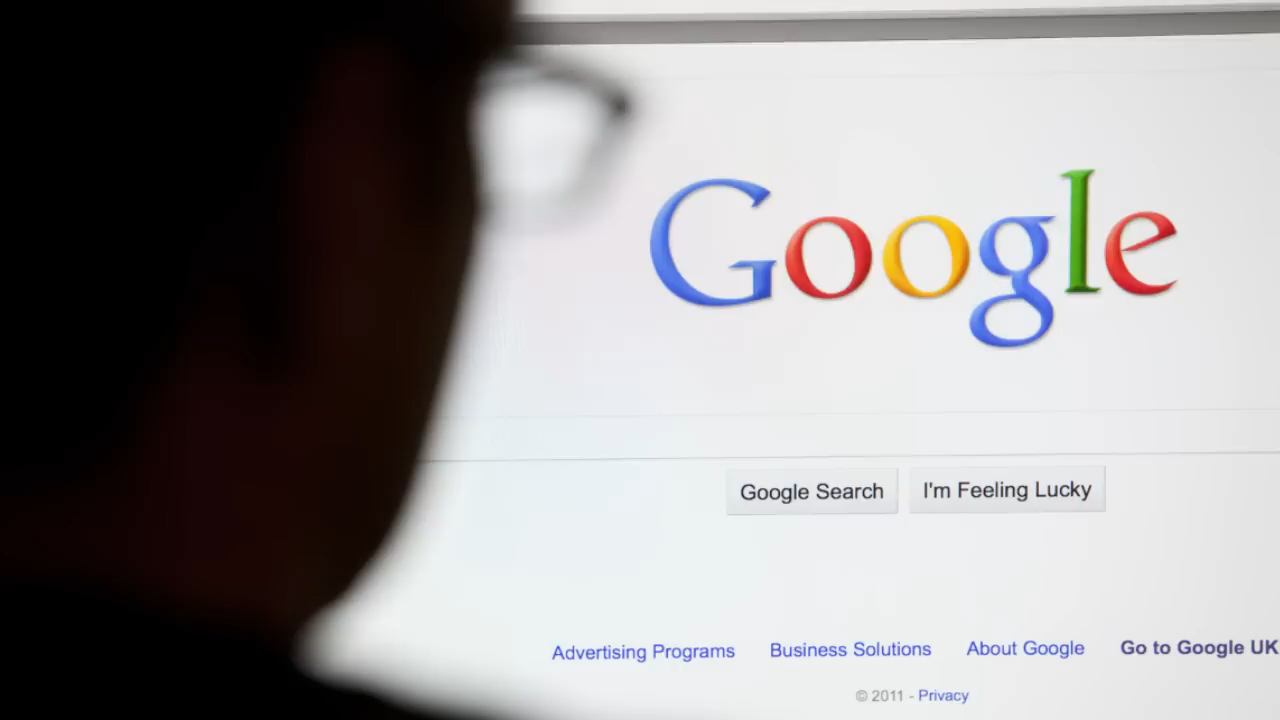 Google
Google Search I'm Feeling Lucky
Advertising Programs Business Solutions About Google Go to Google UK
© 2011 - Privacy